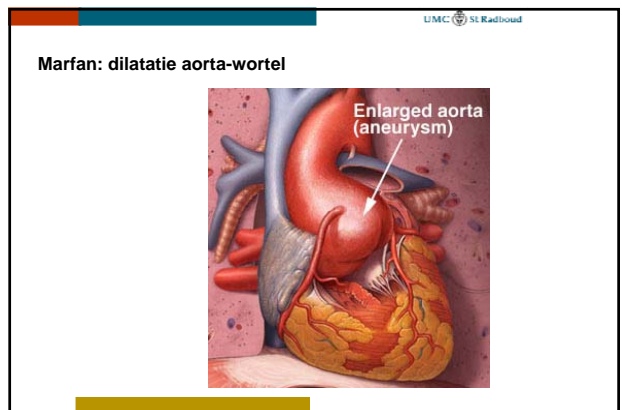 UMC St Radboud
Marfan: dilatatie aorta-wortel
Enlarged aorta
(aneurysm)